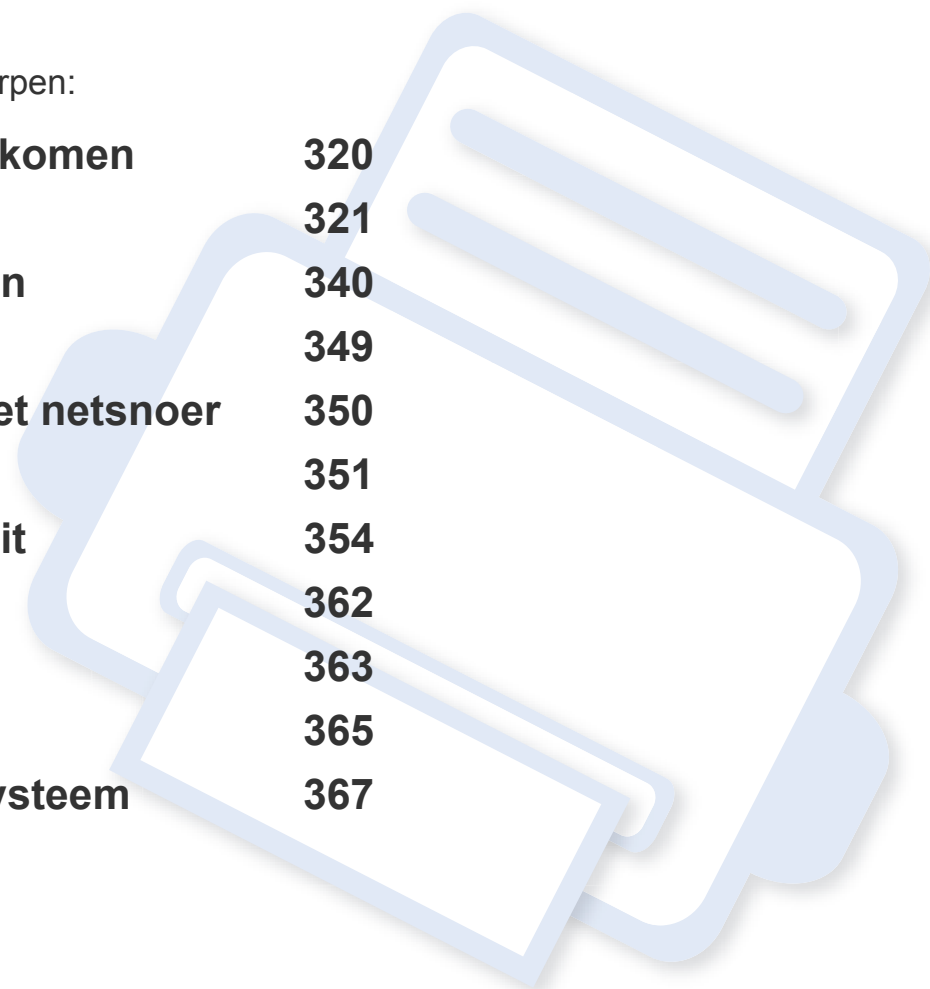 rpen:
komen 320
321
n 340
349
et netsnoer 350
351
it 354
362
363
365
ysteem 367